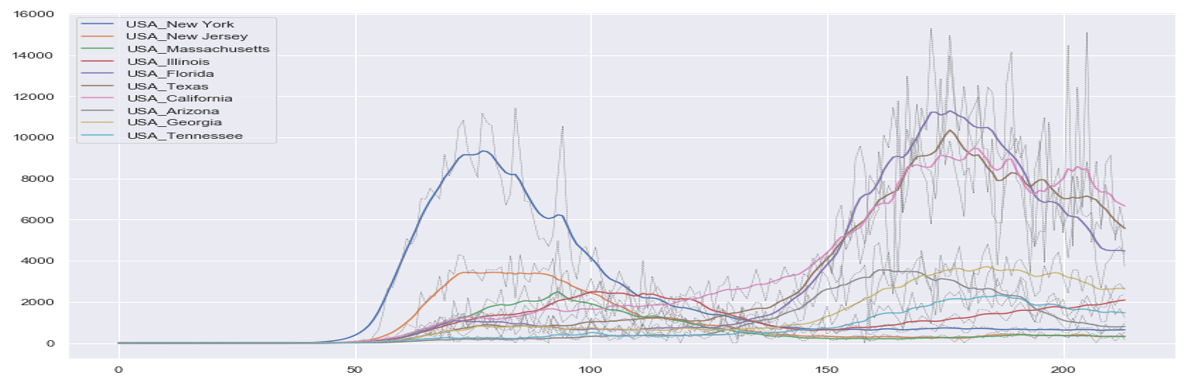 16000
14000
12000
10000
8000
6000
4000
2000
0
USA_New York
USA_New Jersey
USA_Massachusetts
USA_Illinois
USA_Florida
USA_Texas
USA_California
USA_Arizona
USA_Georgia
USA_Tennessee
0 50 100 150 200